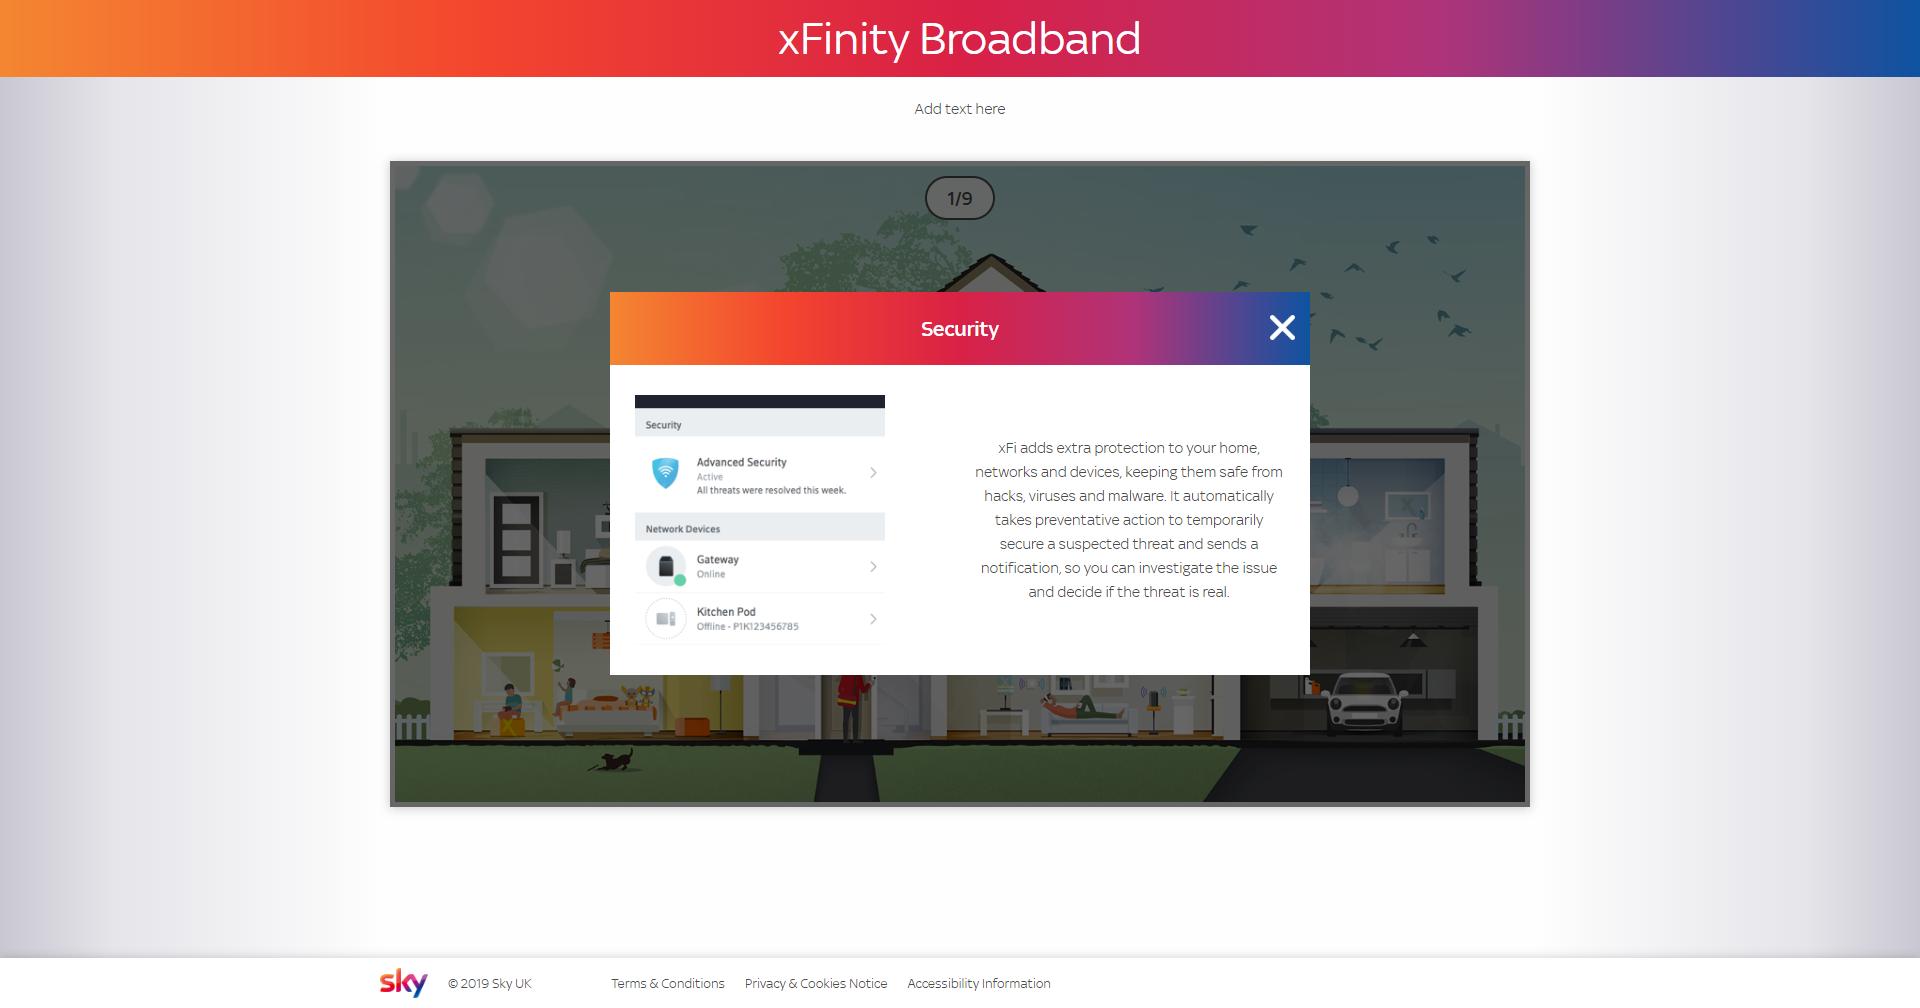 xFinity Broadband
Add text here
1/9
Security
Security
Advanced Security
Active
All threats were resolved this week.
Network Devices
Gateway
Online
Kitchen Pod
Offline - P1K123456785
xFi adds extra protection to your home,
networks and devices, keeping them safe from
hacks, viruses and malware. It automatically
takes preventative action to temporarily
secure a suspected threat and sends a
notification, so you can investigate the issue
and decide if the threat is real.
sky © 2019 Sky UK Terms & Conditions Privacy & Cookies Notice Accessibility Information